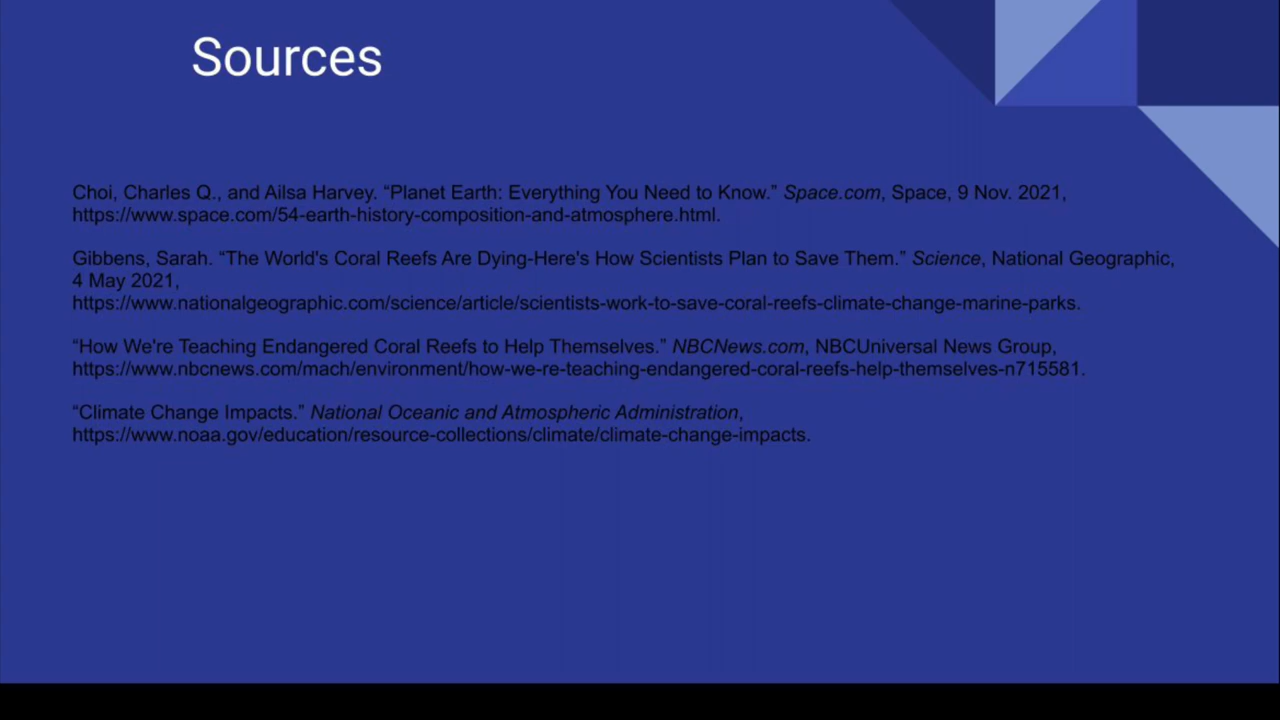 Sources
Choi, Charles Q., and Ailsa Harvey. “Planet Earth: Everything You Need to Know.” Space.com, Space, 9 Nov. 2021,
https://www.space.com/54-earth-history-composition-and-atmosphere.html.
Gibbens, Sarah. “The World's Coral Reefs Are Dying-Here's How Scientists Plan to Save Them.” Science, National Geographic,
4 May 2021,
https://www.nationalgeographic.com/science/article/scientists-work-to-save-coral-reefs-climate-change-marine-parks.
“How We're Teaching Endangered Coral Reefs to Help Themselves.” NBCNews.com, NBCUniversal News Group,
https://www.nbcnews.com/mach/environment/how-we-re-teaching-endangered-coral-reefs-help-themselves-n715581.
“Climate Change Impacts.” National Oceanic and Atmospheric Administration,
https://www.noaa.gov/education/resource-collections/climate/climate-change-impacts.